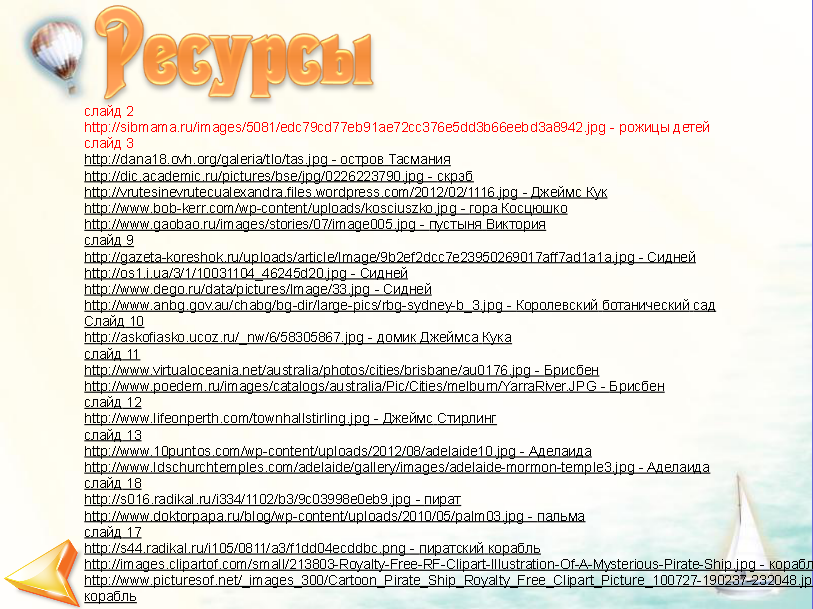 Ресурсы
слайд 2
http://sibmama.ru/images/5081/edc79cd77eb91ae72cc376e5dd3b66eebd3a8942.jpg - рожицы детей
слайд 3
http://dana18.ovh.org/galeria/tlo/tas.jpg - остров Тасмания
http://dic.academic.ru/pictures/bse/jpg/0226223790.jpg - скрэб
http://vrutesinevrutecualexandra.files.wordpress.com/2012/02/1116.jpg - Джеймс Кук
http://www.bob-kerr.com/wp-content/uploads/kosciuszko.jpg - гора Косцюшко
http://www.gaobao.ru/images/stories/07/image005.jpg - пустыня Виктория
слайд 9
http://gazeta-koreshok.ru/uploads/article/Image/9b2ef2dcc7e23950269017aff7ad1a1a.jpg - Сидней
http://os1.i.ua/3/1/10031104_46245d20.jpg - Сидней
http://www.dego.ru/data/pictures/Image/33.jpg - Сидней
http://www.anbg.gov.au/chabg/bg-dir/large-pics/rbg-sydney-b_3.jpg - Королевский ботанический сад
Слайд 10
http://askofiasko.ucoz.ru/_nw/6/58305867.jpg - домик Джеймса Кука
слайд 11
http://www.virtualoceania.net/australia/photos/cities/brisbane/au0176.jpg - Брисбен
http://www.poedem.ru/images/catalogs/australia/Pic/Cities/melburn/YarraRiver.JPG - Брисбен
слайд 12
http://www.lifeonperth.com/townhallstirling.jpg - Джеймс Стирлинг
слайд 13
http://www.10puntos.com/wp-content/uploads/2012/08/adelaide10.jpg - Аделаида
http://www.ldschurchtemples.com/adelaide/gallery/images/adelaide-mormon-temple3.jpg - Аделаида
слайд 18
http://s016.radikal.ru/i334/1102/b3/9c03998e0eb9.jpg - пират
http://www.doktorpapa.ru/blog/wp-content/uploads/2010/05/palm03.jpg - пальма
слайд 17
http://s44.radikal.ru/i105/0811/a3/f1dd04ecddbc.png - пиратский корабль
http://images.clipartof.com/small/213803-Royalty-Free-RF-Clipart-Illustration-Of-A-Mysterious-Pirate-Ship.jpg - корабл
http://www.picturesof.net/_images_300/Cartoon_Pirate_Ship_Royalty_Free_Clipart_Picture_100727-190237-232048.jp
корабль